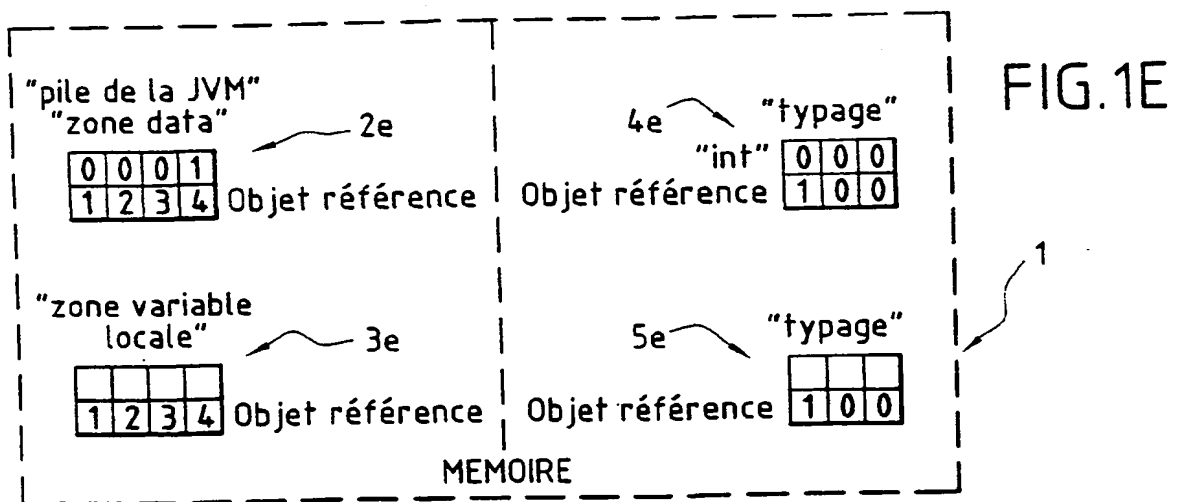 FIG.1E
"pile de la JVM"
"zone data"
2e
0 0 0 1
1 2 3 4 Objet référence
4e
"typage"
"int" 0 0 0
Objet référence 1 0 0
1
"zone variable
locale"
3e
1 2 3 4 Objet référence
5e
"typage"
Objet référence 1 0 0
MEMOIRE